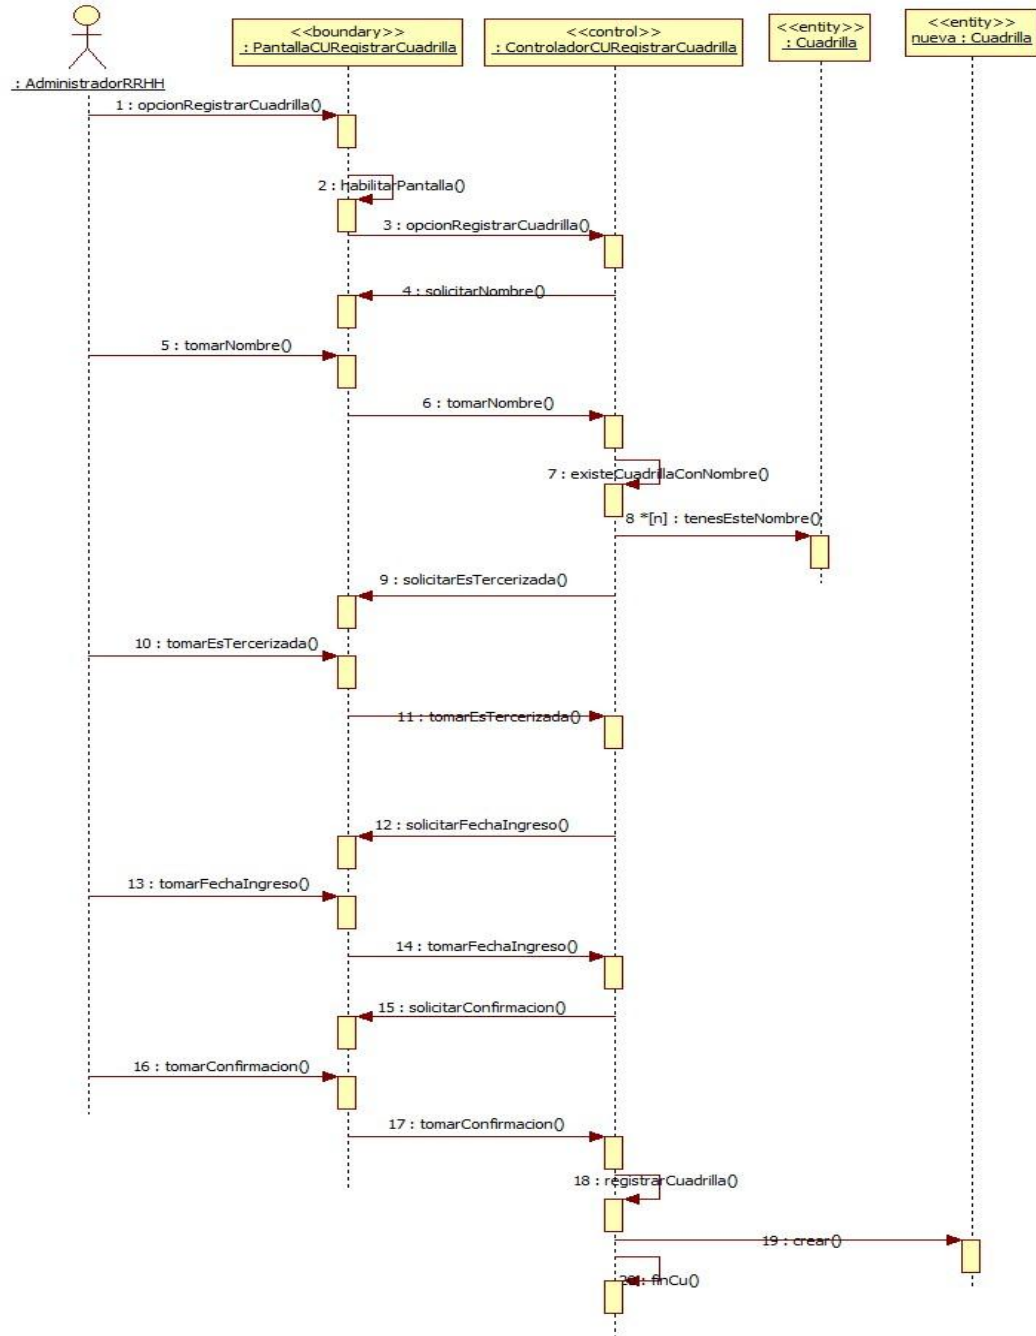 <<boundary>>
: PantallaCURegistrarCuadrilla
<<control>>
: ControladorCURegistrarCuadrilla
<<entity>>
: Cuadrilla
<<entity>>
nueva : Cuadrilla
: AdministradorRRHH
1 : opcionRegistrarCuadrilla()
2 : habilitarPantalla()
3 : opcionRegistrarCuadrilla()
4 : solicitarNombre()
5 : tomarNombre()
6 : tomarNombre()
7 : existeCuadrillaConNombre()
8 *[n] : tenesEsteNombre()
9 : solicitarEsTercerizada()
10 : tomarEsTercerizada()
11 : tomarEsTercerizada()
12 : solicitarFechaIngreso()
13 : tomarFechaIngreso()
14 : tomarFechaIngreso()
15 : solicitarConfirmacion()
16 : tomarConfirmacion()
17 : tomarConfirmacion()
18 : registrarCuadrilla()
19 : crear()
20 : finCu()